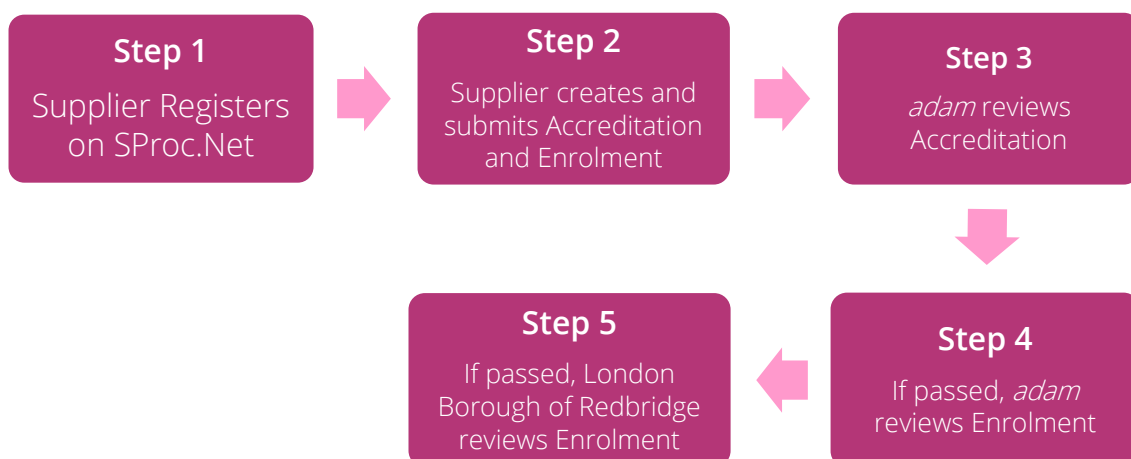 Step 1
Supplier Registers
on SProc.Net
Step 2
Supplier creates and
submits Accreditation
and Enrolment
Step 3
adam reviews
Accreditation
Step 4
If passed, adam
reviews Enrolment
Step 5
If passed, London
Borough of Redbridge
reviews Enrolment